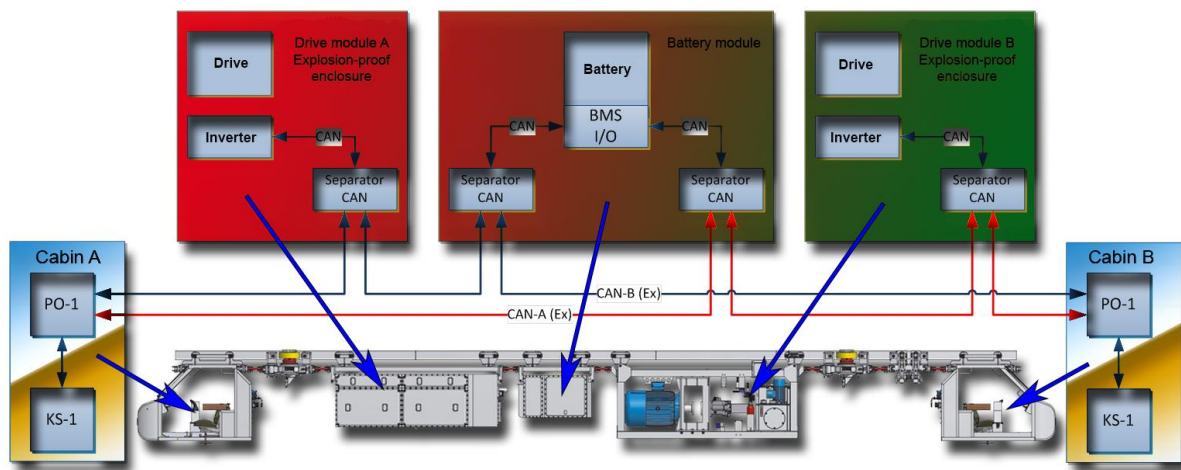 Drive module A
Explosion-proof
enclosure
Drive
Inverter
CAN
Separator
CAN
Battery module
Battery
BMS
I/O
CAN
CAN
Separator
CAN
Separator
CAN
Drive module B
Explosion-proof
enclosure
Drive
Inverter
CAN
Separator
CAN
Cabin A
PO-1
KS-1
CAN-B (Ex)
CAN-A (Ex)
Cabin B
PO-1
KS-1